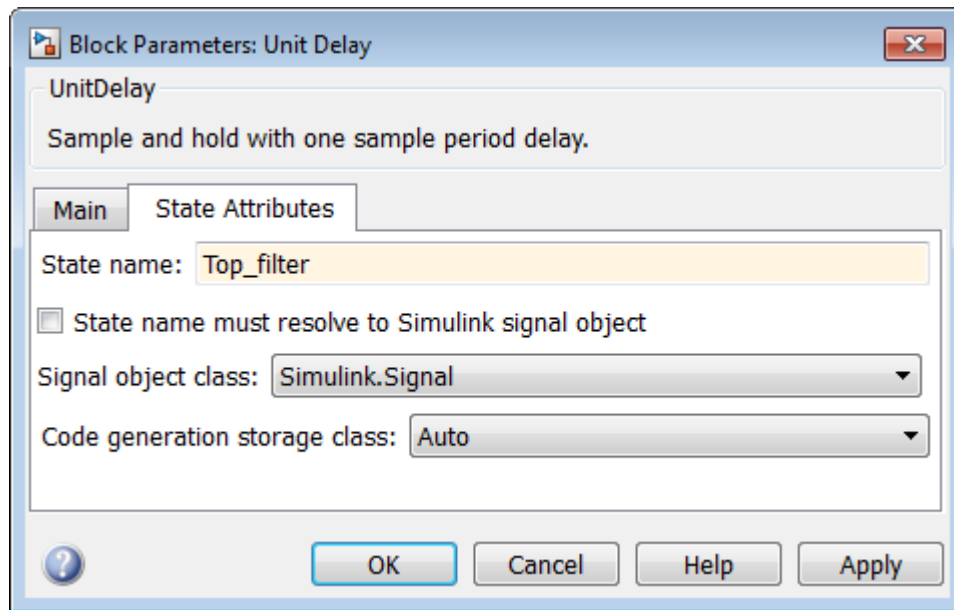 Block Parameters: Unit Delay
UnitDelay
Sample and hold with one sample period delay.
Main State Attributes
State name: Top_filter
State name must resolve to Simulink signal object
Signal object class: Simulink.Signal
Code generation storage class: Auto
? OK Cancel Help Apply